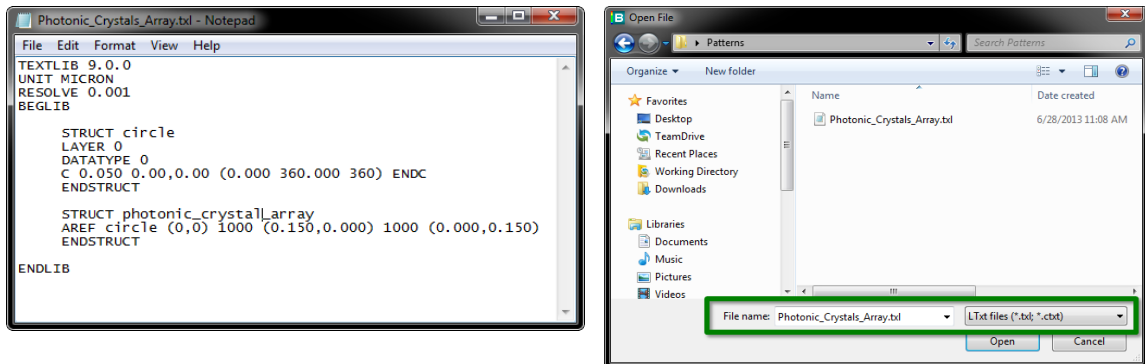 Photonic_Crystals_Array.txl - Notepad
File Edit Format View Help
TEXTLIB 9.0.0
UNIT MICRON
RESOLVE 0.001
BEGLIB
STRUCT circle
LAYER 0
DATATYPE 0
C 0.050 0.00,0.00 (0.000 360.000 360) ENDC
ENDSTRUCT
STRUCT photonic_crystal_array
AREF circle (0,0) 1000 (0.150,0.000) 1000 (0.000,0.150)
ENDSTRUCT
ENDLIB
B Open File
Patterns
Search Patterns
Organize New folder
Favorites
Desktop
TeamDrive
Recent Places
Working Directory
Downloads
Libraries
Documents
Music
Pictures
Videos
Name Date created
Photonic_Crystals_Array.txl 6/28/2013 11:08 AM
File name: Photonic_Crystals_Array.txl LTxt files (*.txl; *.ctxt)
Open Cancel